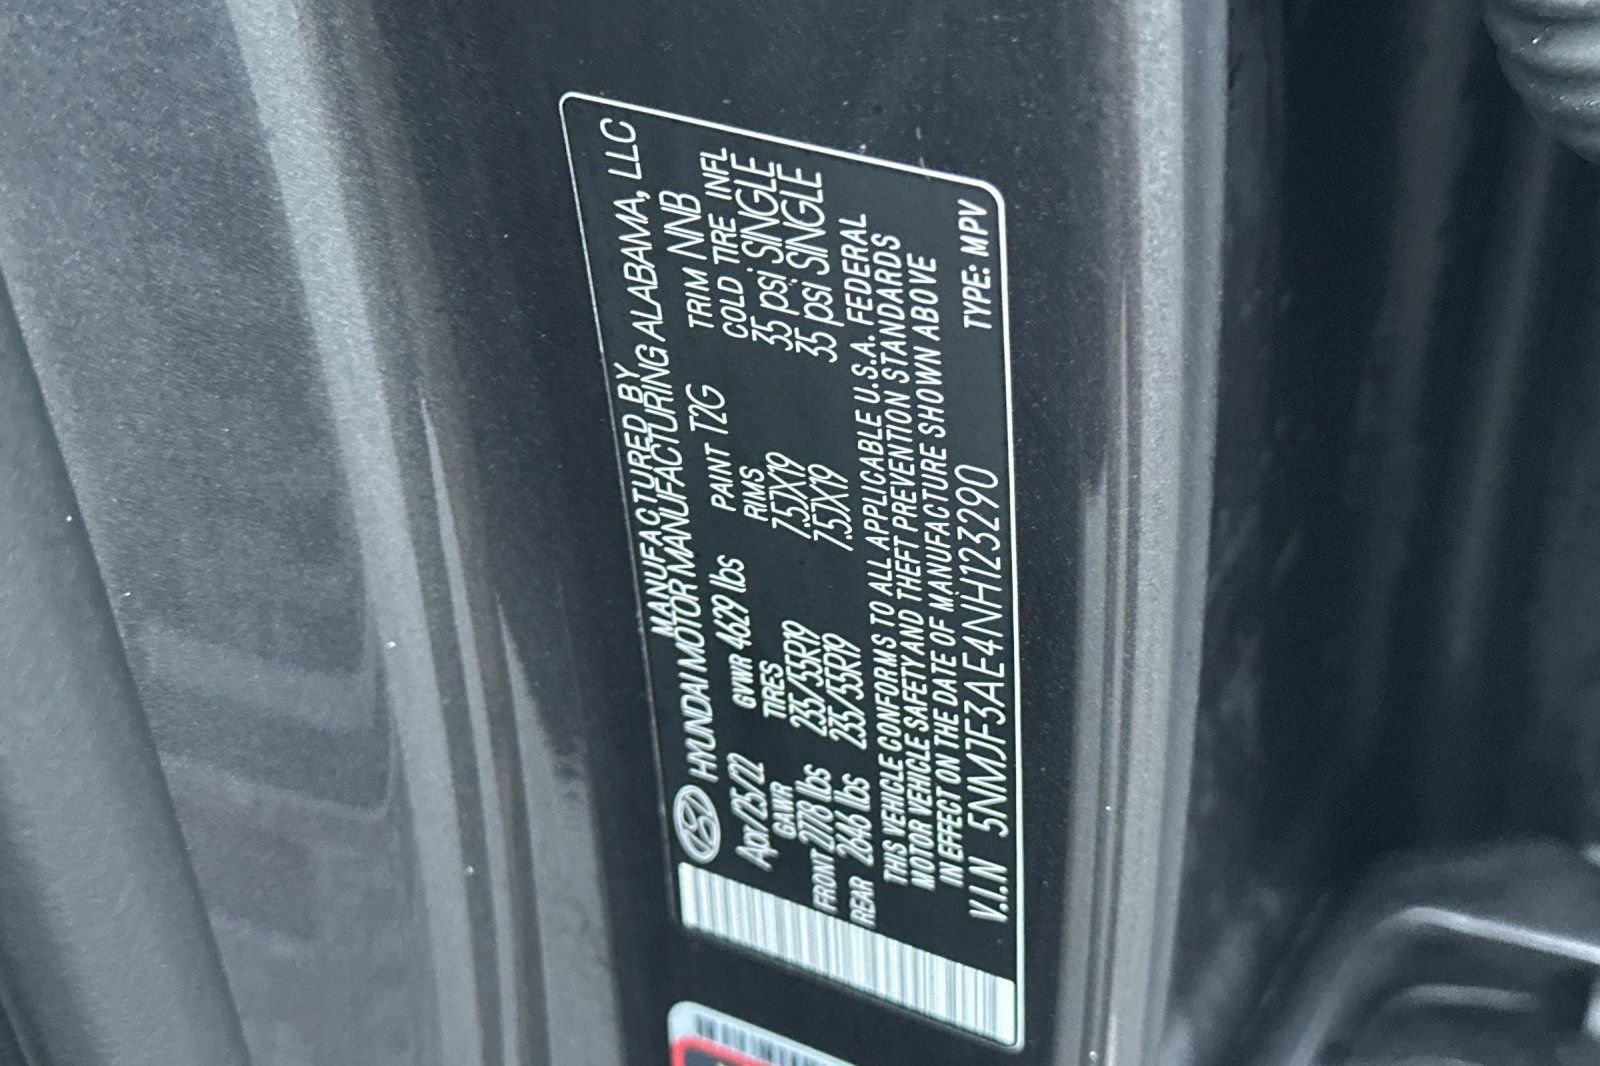 MANUFACTURED BY
HYUNDAI MOTOR MANUFACTURING ALABAMA, LLC
Apr/25/22 GVWR 4629 lbs PAINT T2G TRIM NNB
GAWR TIRES RIMS COLD TIRE INFL
FRONT 2778 lbs 235/55R19 7.5JX19 35 psi SINGLE
REAR 2646 lbs 235/55R19 7.5JX19 35 psi SINGLE
THIS VEHICLE CONFORMS TO ALL APPLICABLE U.S.A. FEDERAL
MOTOR VEHICLE SAFETY AND THEFT PREVENTION STANDARDS
IN EFFECT ON THE DATE OF MANUFACTURE SHOWN ABOVE
V.I.N 5NMJF3AE4NH123290 TYPE: MPV